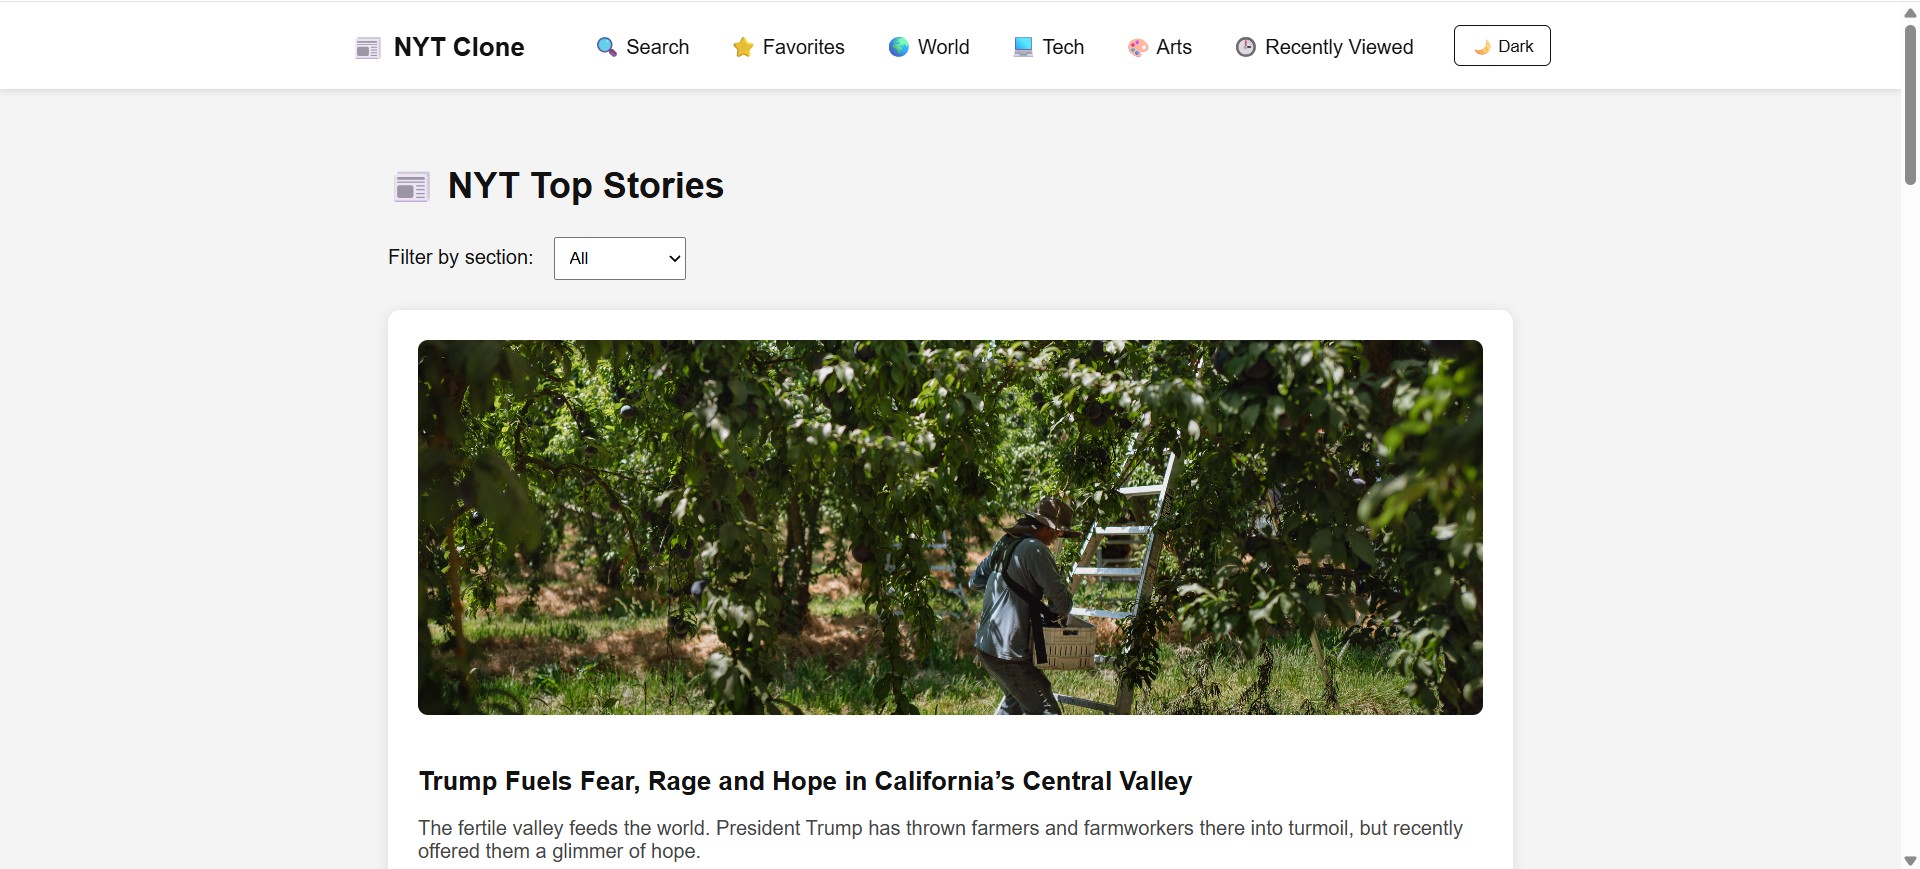 NYT Clone
Search
Favorites
World
Tech
Arts
Recently Viewed
Dark
NYT Top Stories
Filter by section:
All
Trump Fuels Fear, Rage and Hope in California’s Central Valley
The fertile valley feeds the world. President Trump has thrown farmers and farmworkers there into turmoil, but recently
offered them a glimmer of hope.